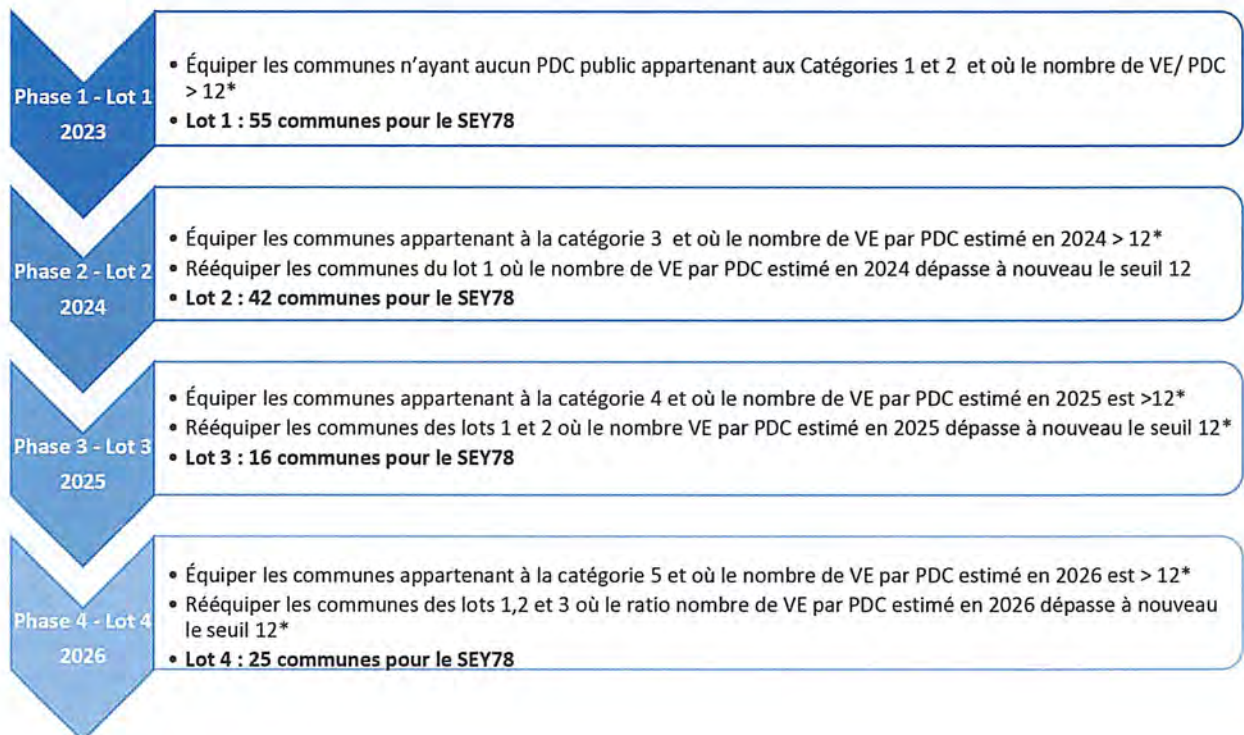 Phase 1 - Lot 1
2023
• Équiper les communes n'ayant aucun PDC public appartenant aux Catégories 1 et 2 et où le nombre de VE/ PDC
> 12*
• Lot 1 : 55 communes pour le SEY78
Phase 2 - Lot 2
2024
• Équiper les communes appartenant à la catégorie 3 et où le nombre de VE par PDC estimé en 2024 > 12*
• Rééquiper les communes du lot 1 où le nombre de VE par PDC estimé en 2024 dépasse à nouveau le seuil 12
• Lot 2 : 42 communes pour le SEY78
Phase 3 - Lot 3
2025
• Équiper les communes appartenant à la catégorie 4 et où le nombre de VE par PDC estimé en 2025 est >12*
• Rééquiper les communes des lots 1 et 2 où le nombre VE par PDC estimé en 2025 dépasse à nouveau le seuil 12*
• Lot 3 : 16 communes pour le SEY78
Phase 4 - Lot 4
2026
• Équiper les communes appartenant à la catégorie 5 et où le nombre de VE par PDC estimé en 2026 est > 12*
• Rééquiper les communes des lots 1,2 et 3 où le ratio nombre de VE par PDC estimé en 2026 dépasse à nouveau
le seuil 12*
• Lot 4 : 25 communes pour le SEY78